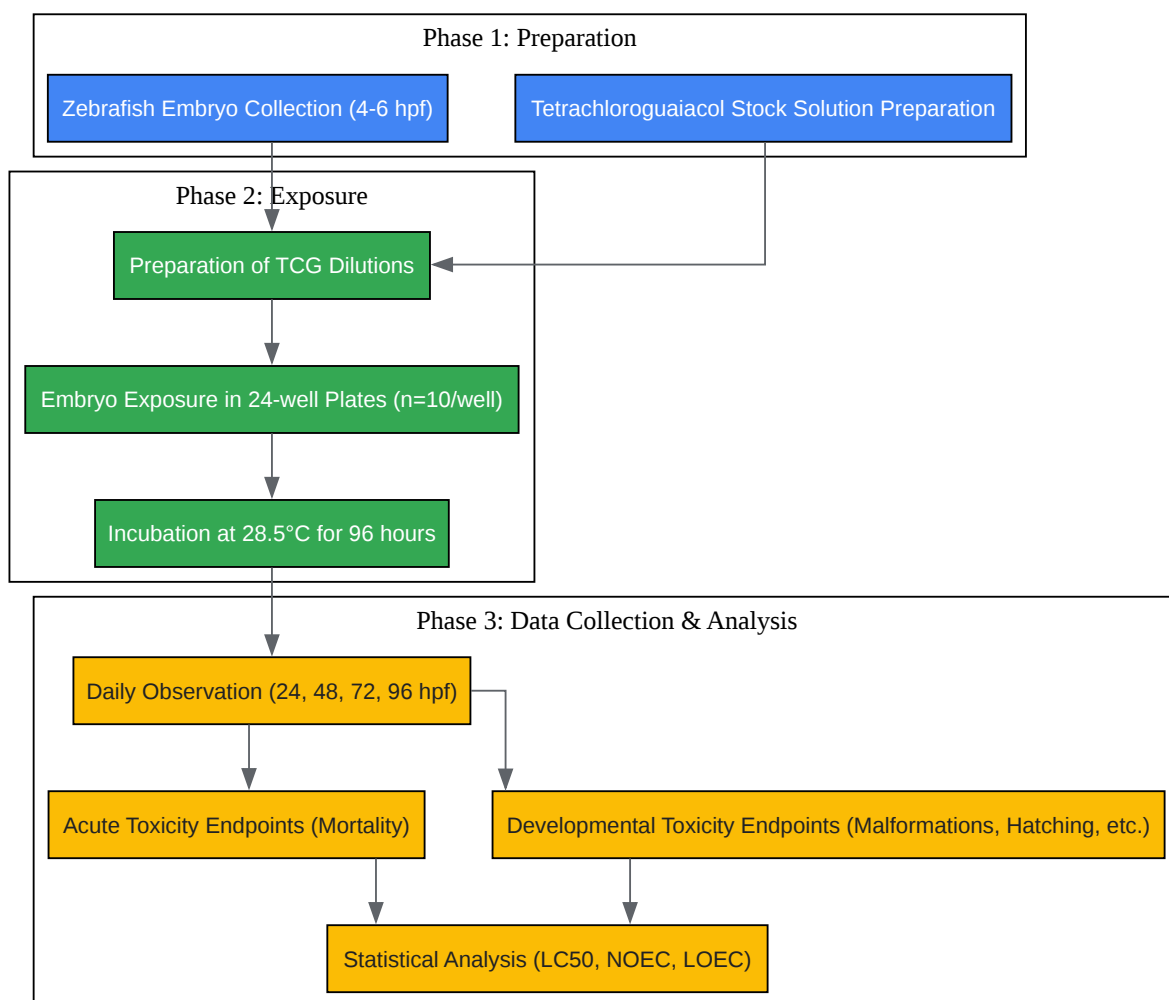 Phase 1: Preparation
Zebrafish Embryo Collection (4-6 hpf)
Tetrachloroguaiacol Stock Solution Preparation
Phase 2: Exposure
Preparation of TCG Dilutions
Embryo Exposure in 24-well Plates (n=10/well)
Incubation at 28.5°C for 96 hours
Phase 3: Data Collection & Analysis
Daily Observation (24, 48, 72, 96 hpf)
Acute Toxicity Endpoints (Mortality)
Developmental Toxicity Endpoints (Malformations, Hatching, etc.)
Statistical Analysis (LC50, NOEC, LOEC)